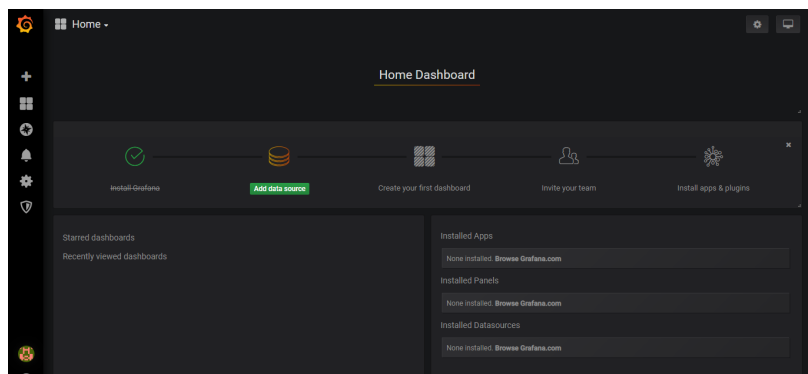 Home
Home Dashboard
Install Grafana
Add data source
Create your first dashboard
Invite your team
Install apps & plugins
Starred dashboards
Recently viewed dashboards
Installed Apps
None installed. Browse Grafana.com
Installed Panels
None installed. Browse Grafana.com
Installed Datasources
None installed. Browse Grafana.com